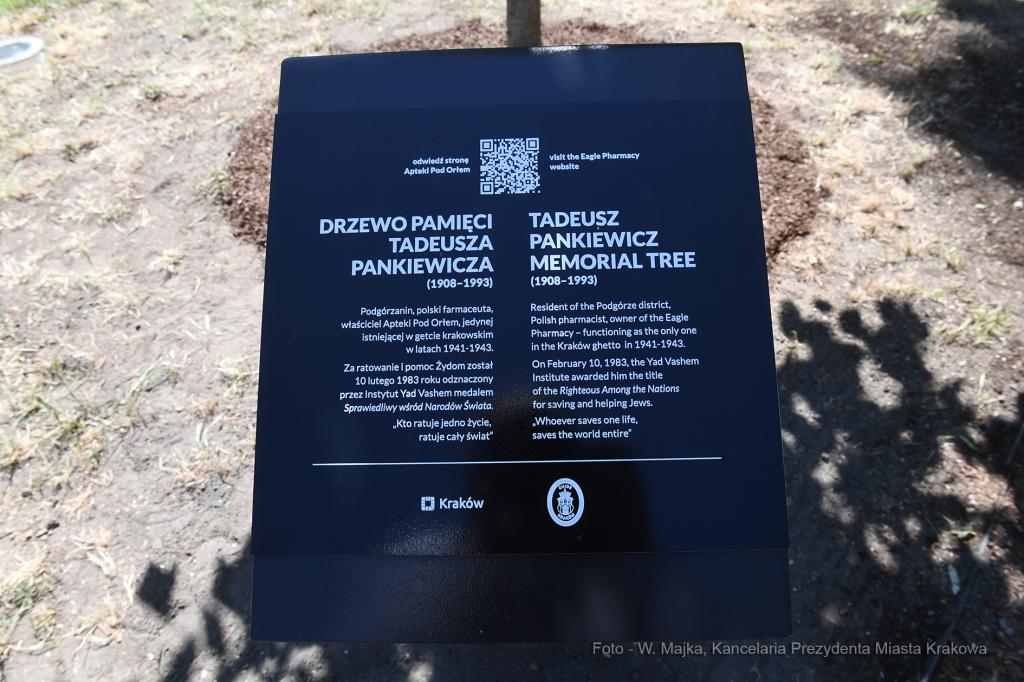 odwiedź stronę
Apteki Pod Orłem
visit the Eagle Pharmacy
website
DRZEWO PAMIĘCI
TADEUSZA
PANKIEWICZA
(1908–1993)
Podgórzanin, polski farmaceuta,
właściciel Apteki Pod Orłem, jedynej
istniejącej w getcie krakowskim
w latach 1941-1943.
Za ratowanie i pomoc Żydom został
10 lutego 1983 roku odznaczony
przez Instytut Yad Vashem medalem
Sprawiedliwy wśród Narodów Świata.
„Kto ratuje jedno życie,
ratuje cały świat”
TADEUSZ
PANKIEWICZ
MEMORIAL TREE
(1908–1993)
Resident of the Podgórze district,
Polish pharmacist, owner of the Eagle
Pharmacy – functioning as the only one
in the Kraków ghetto in 1941-1943.
On February 10, 1983, the Yad Vashem
Institute awarded him the title
of the Righteous Among the Nations
for saving and helping Jews.
„Whoever saves one life,
saves the world entire”
Kraków
Foto - W. Majka, Kancelaria Prezydenta Miasta Krakowa